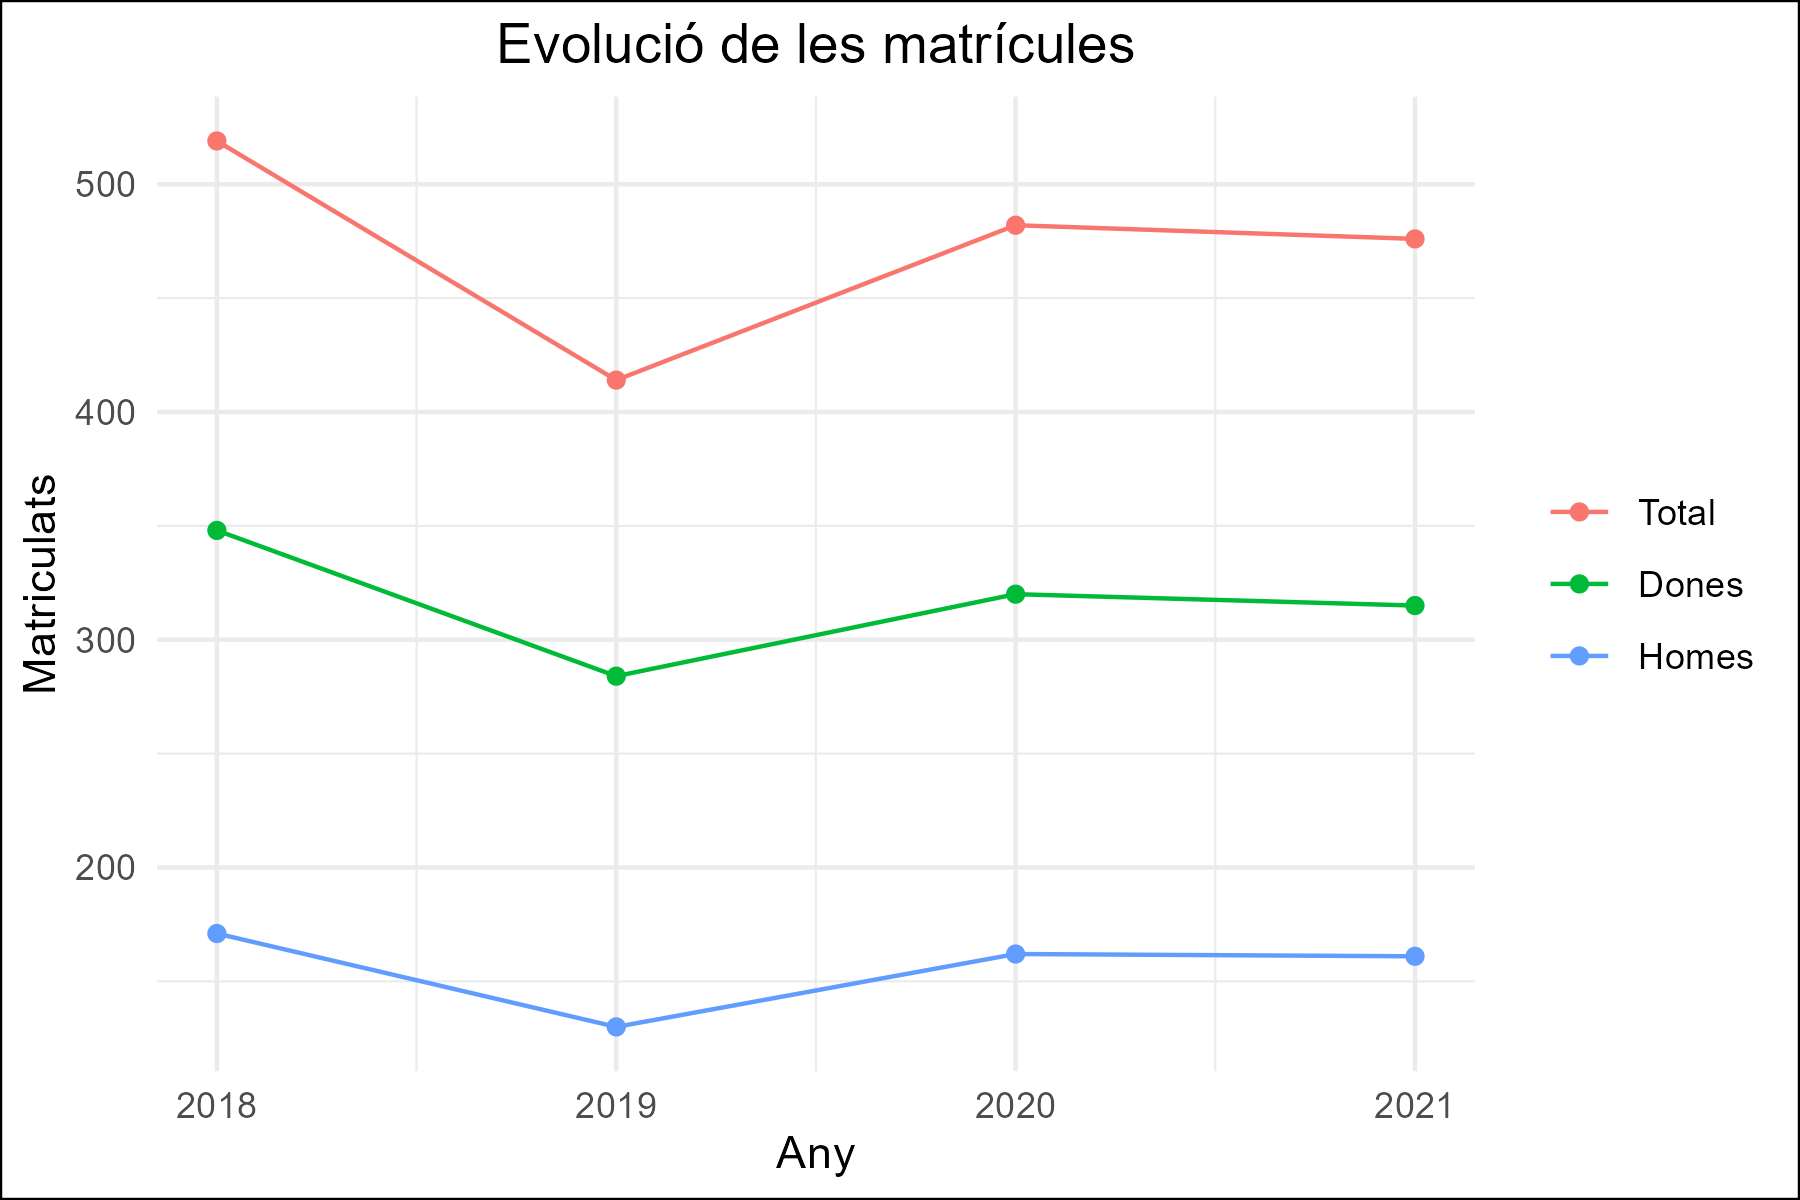 Evolució de les matrícules
500
400
300
200
Matriculats
2018 2019 2020 2021
Any
Total
Dones
Homes